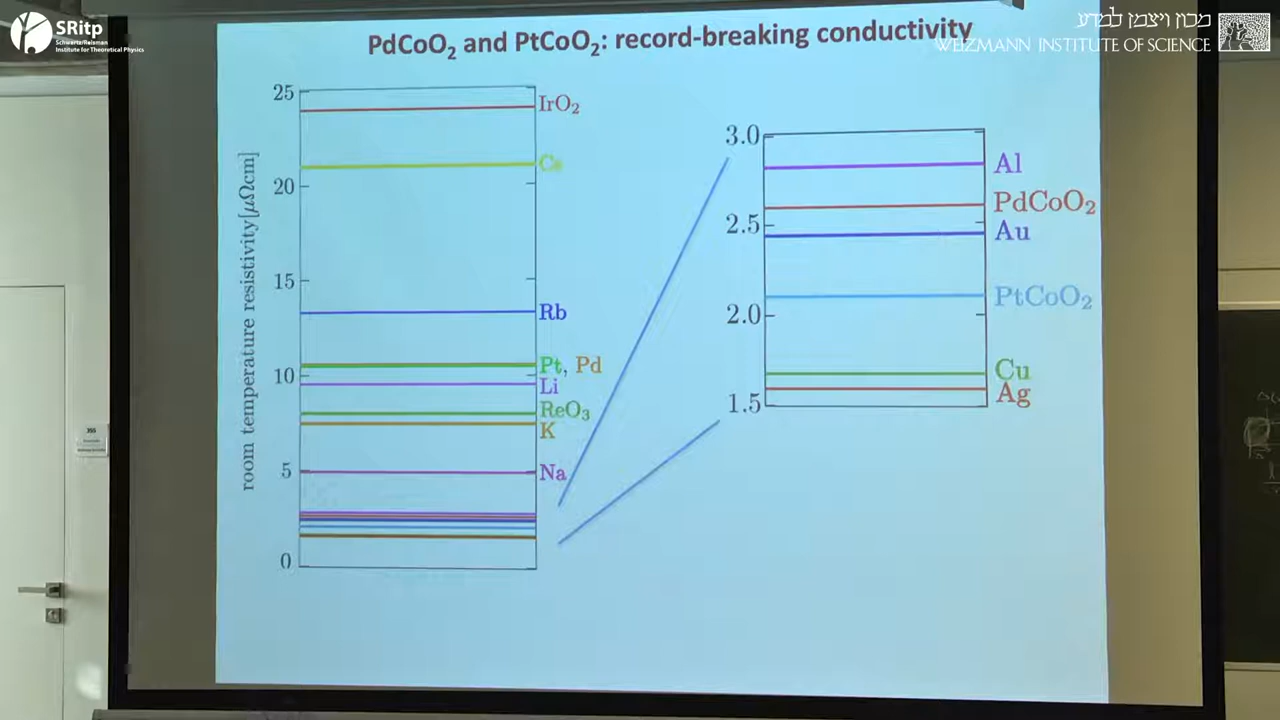 SRitp
Schwartz/Reisman
Institute for Theoretical Physics
מכון ויצמן למדע
WEIZMANN INSTITUTE OF SCIENCE
PdCoO₂ and PtCoO₂: record-breaking conductivity
room temperature resistivity[μΩcm]
25
20
15
10
5
0
IrO₂
Cs
Rb
Pt, Pd
Li
ReO₃
K
Na
3.0
2.5
2.0
1.5
Al
PdCoO₂
Au
PtCoO₂
Cu
Ag
355